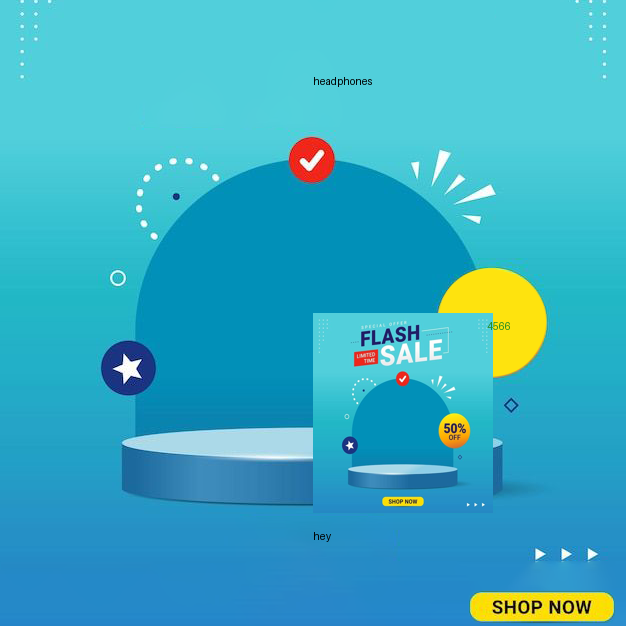 headphones
4566
SPECIAL OFFER
FLASH
LIMITED
TIME
SALE
50%
OFF
SHOP NOW
hey
SHOP NOW